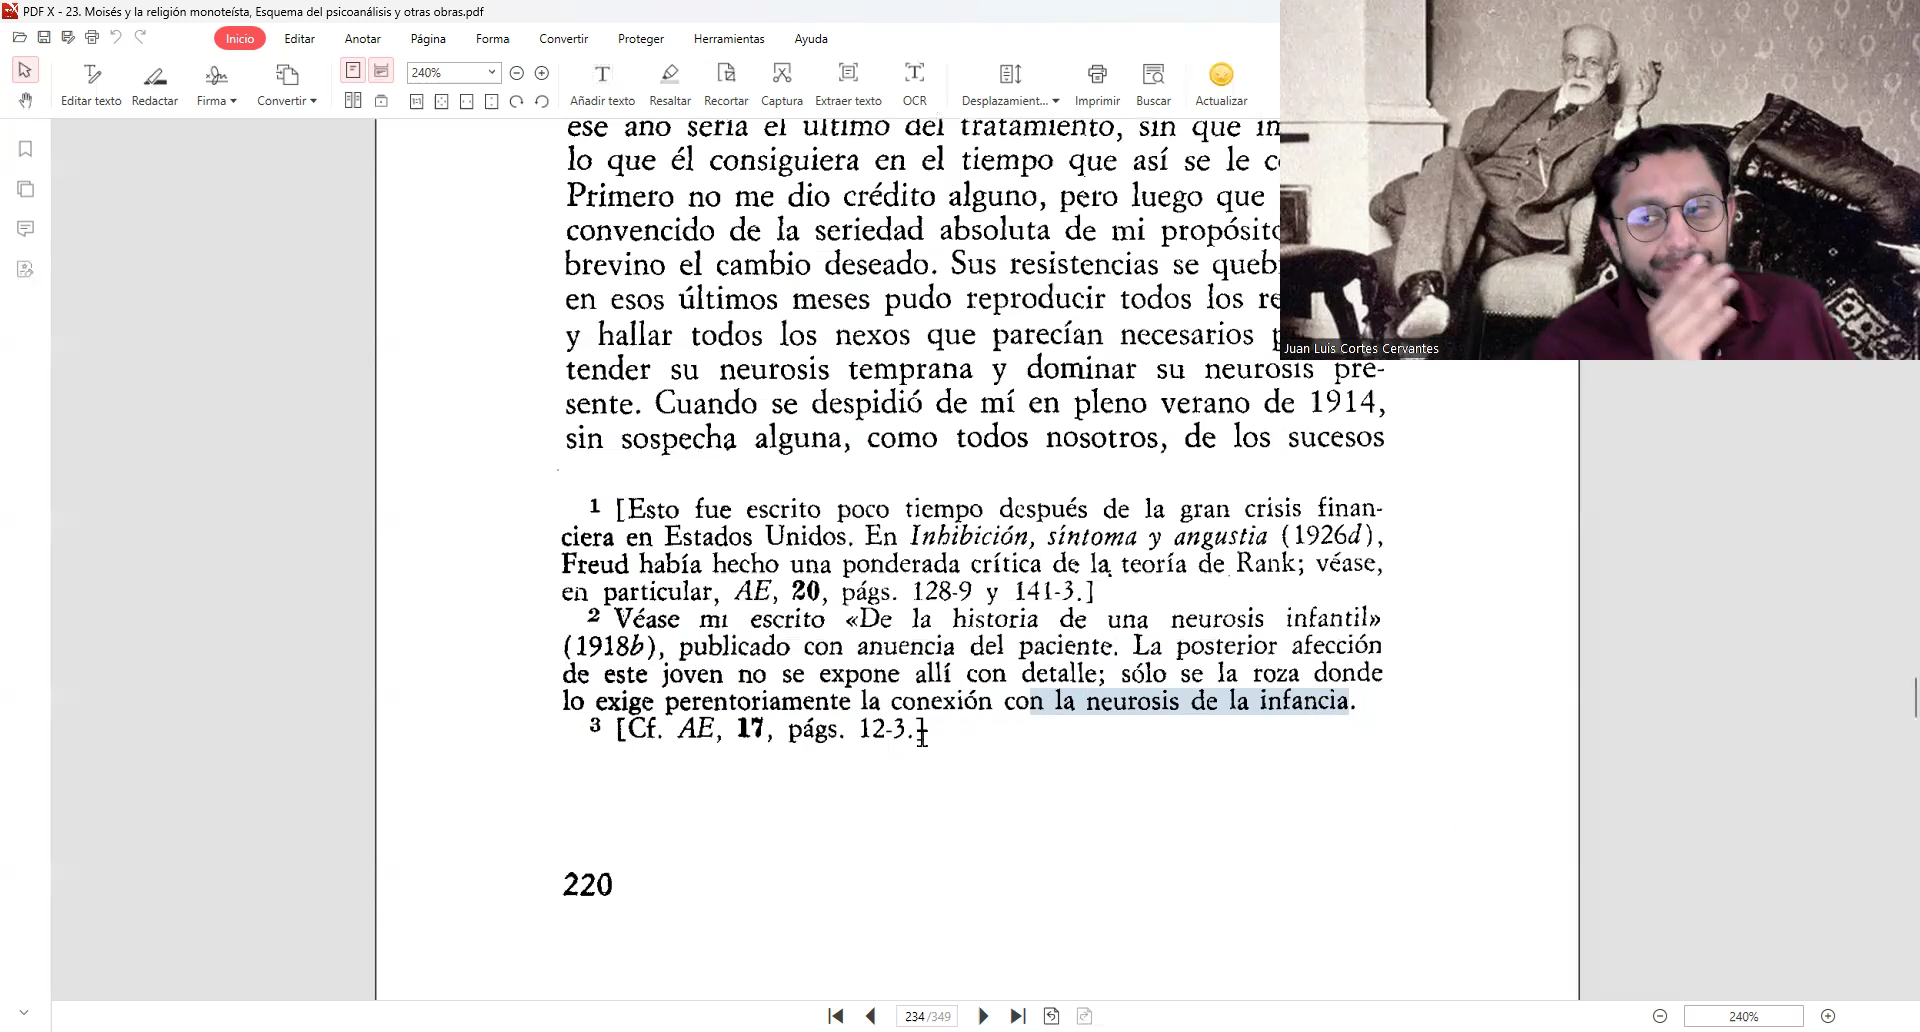 PDF X - 23. Moisés y la religión monoteísta, Esquema del psicoanálisis y otras obras.pdf
Inicio Editar Anotar Página Forma Convertir Proteger Herramientas Ayuda
240%
Editar texto Redactar Firma Convertir Añadir texto Resaltar Recortar Captura Extraer texto OCR Desplazamient... Imprimir Buscar Actualizar
ese año sería el último del tratamiento, sin que im
lo que él consiguiera en el tiempo que así se le c
Primero no me dio crédito alguno, pero luego que
convencido de la seriedad absoluta de mi propósito
brevino el cambio deseado. Sus resistencias se queb
en esos últimos meses pudo reproducir todos los re
y hallar todos los nexos que parecían necesarios p
tender su neurosis temprana y dominar su neurosis pre-
sente. Cuando se despidió de mí en pleno verano de 1914,
sin sospecha alguna, como todos nosotros, de los sucesos
1 [Esto fue escrito poco tiempo después de la gran crisis finan-
ciera en Estados Unidos. En Inhibición, síntoma y angustia (1926d),
Freud había hecho una ponderada crítica de la teoría de Rank; véase,
en particular, AE, 20, págs. 128-9 y 141-3.]
2 Véase mi escrito «De la historia de una neurosis infantil»
(1918b), publicado con anuencia del paciente. La posterior afección
de este joven no se expone allí con detalle; sólo se la roza donde
lo exige perentoriamente la conexión con la neurosis de la infancia.
3 [Cf. AE, 17, págs. 12-3.]
220
Juan Luis Cortes Cervantes
234 /349
240%